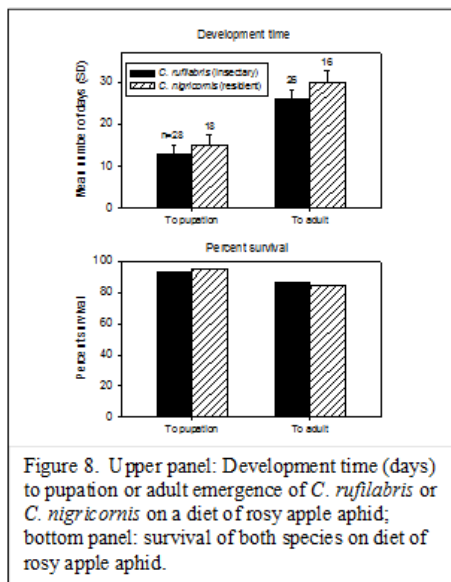 Development time
Mean number of days (SD)
30
20
10
0
C. rufilabris (insectary)
C. nigricornis (resident)
n=28
18
26
16
To pupation
To adult
Percent survival
Percent survival
100
80
60
40
20
0
To pupation
To adult
Figure 8. Upper panel: Development time (days)
to pupation or adult emergence of C. rufilabris or
C. nigricornis on a diet of rosy apple aphid;
bottom panel: survival of both species on diet of
rosy apple aphid.